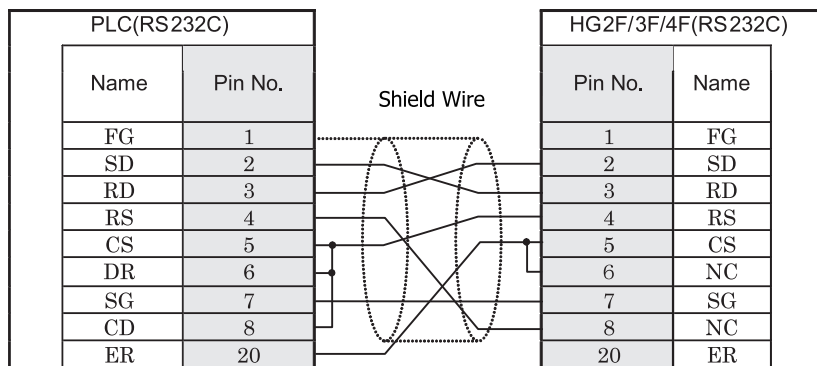 PLC(RS232C) HG2F/3F/4F(RS232C)
Name Pin No. Shield Wire Pin No. Name
FG 1 1 FG
SD 2 2 SD
RD 3 3 RD
RS 4 4 RS
CS 5 5 CS
DR 6 6 NC
SG 7 7 SG
CD 8 8 NC
ER 20 20 ER